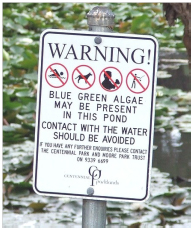 WARNING!
BLUE GREEN ALGAE
MAY BE PRESENT
IN THIS POND
CONTACT WITH THE WATER
SHOULD BE AVOIDED
IF YOU HAVE ANY FURTHER ENQUIRIES PLEASE CONTACT
THE CENTENNIAL PARK AND MOORE PARK TRUST
ON 9339 6699
CENTENNIAL parklands